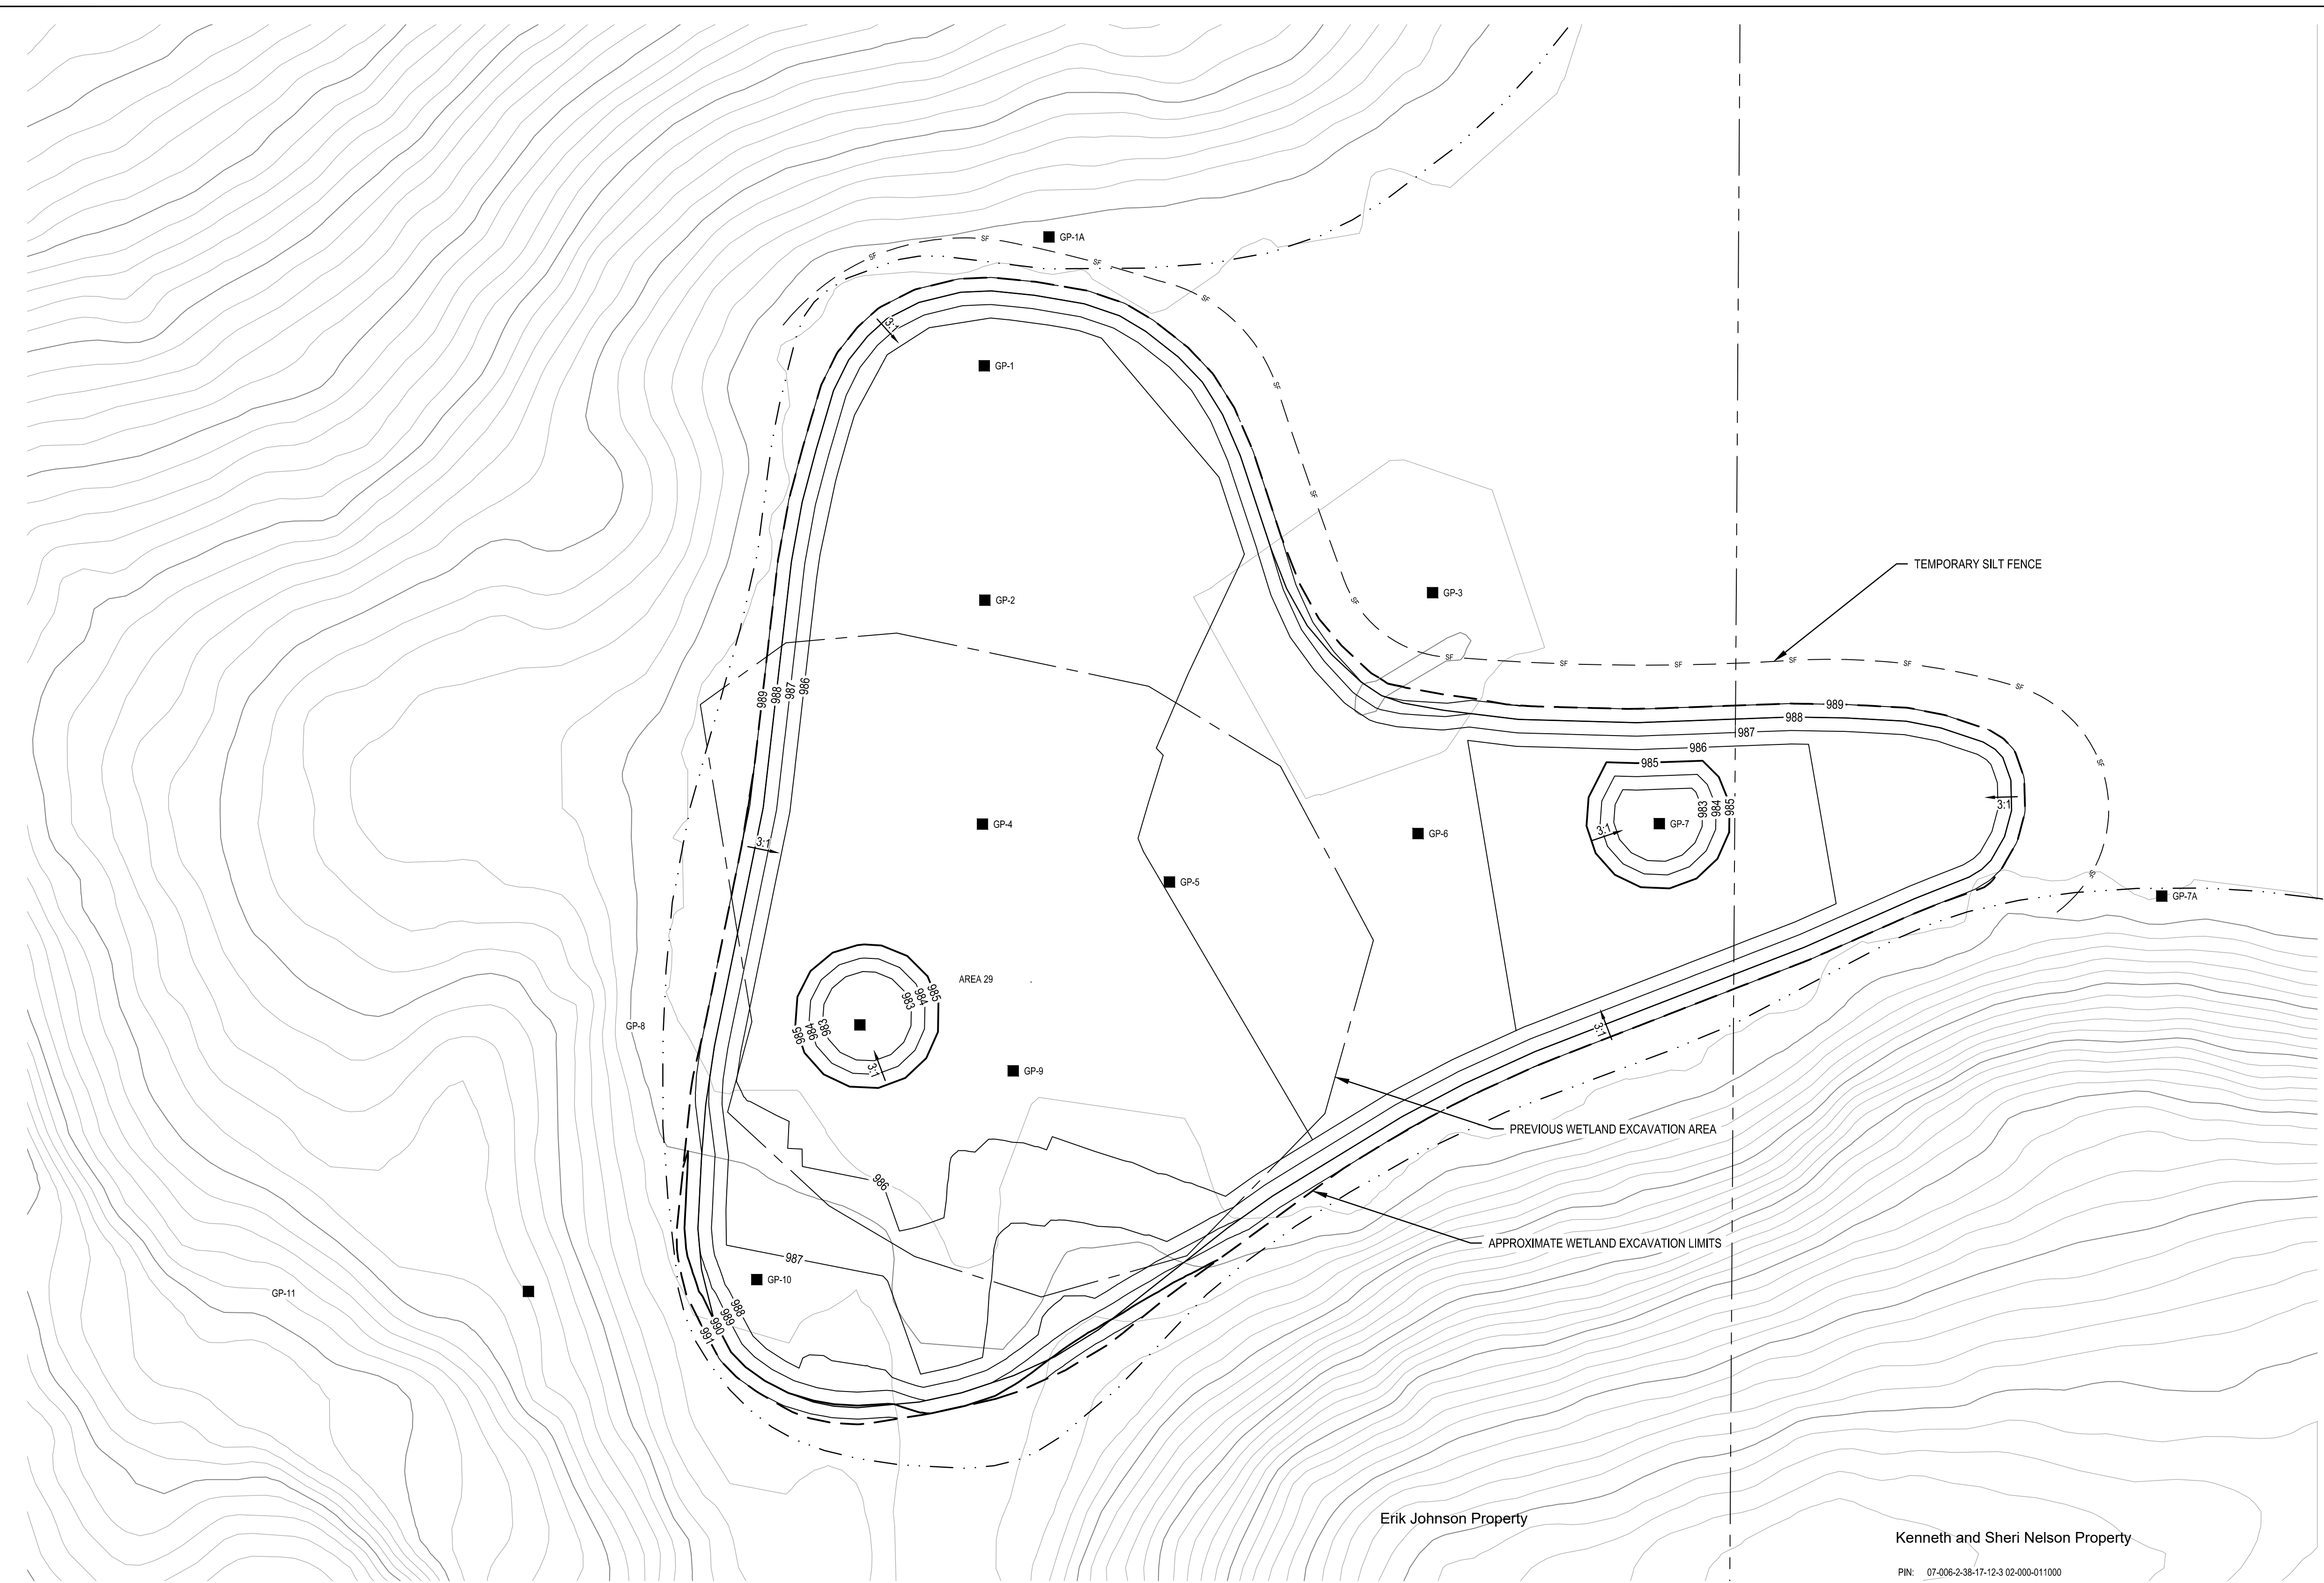 GP-1A
SF
SF
SF
SF
3:1
GP-1
SF
SF
TEMPORARY SILT FENCE
GP-2
GP-3
SF
SF
SF
SF
SF
SF
SF
989
988
987
986
989
988
987
986
985
SF
983
984
985
3:1
GP-4
GP-6
3:1
GP-7
3:1
GP-5
SF
GP-7A
AREA 29
985
984
983
983
984
985
GP-8
3:1
3:1
GP-9
PREVIOUS WETLAND EXCAVATION AREA
986
APPROXIMATE WETLAND EXCAVATION LIMITS
987
GP-10
GP-11
988
989
990
991
Erik Johnson Property
Kenneth and Sheri Nelson Property
PIN: 07-006-2-38-17-12-3 02-000-011000